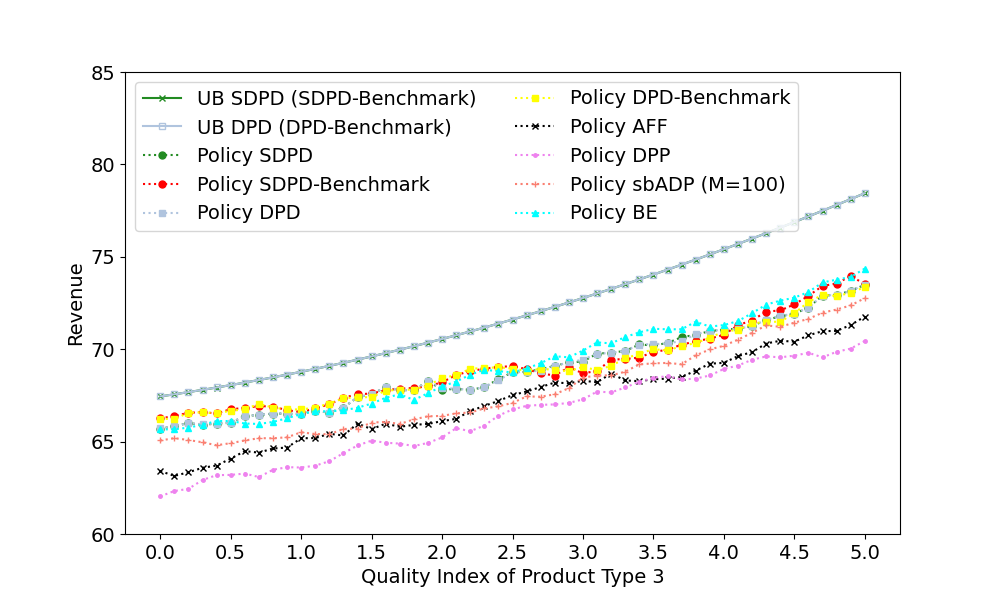 85
80
75
70
65
60
Revenue
UB SDPD (SDPD-Benchmark)
UB DPD (DPD-Benchmark)
Policy SDPD
Policy SDPD-Benchmark
Policy DPD
Policy DPD-Benchmark
Policy AFF
Policy DPP
Policy sbADP (M=100)
Policy BE
0.0 0.5 1.0 1.5 2.0 2.5 3.0 3.5 4.0 4.5 5.0
Quality Index of Product Type 3